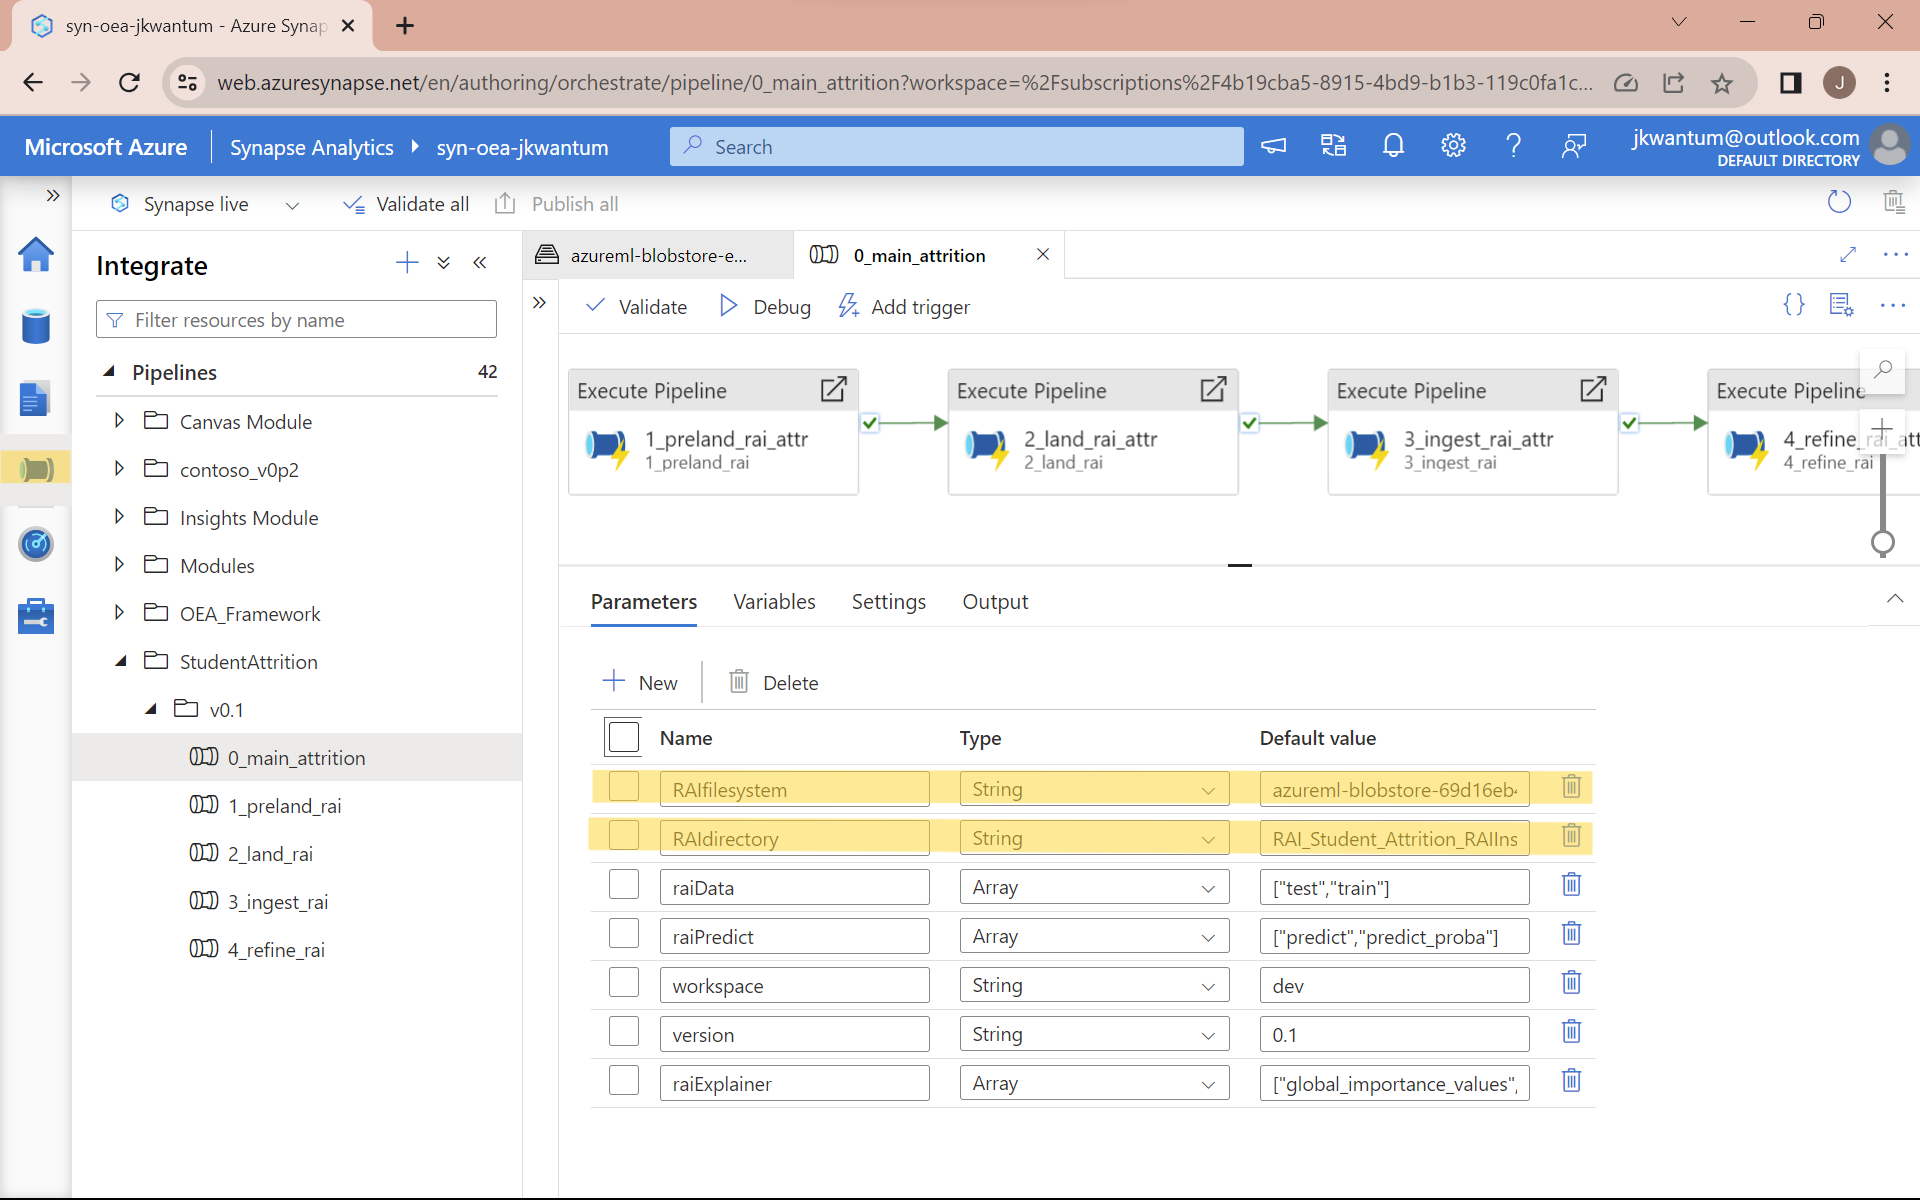 syn-oea-jkwantum - Azure Synap
web.azuresynapse.net/en/authoring/orchestrate/pipeline/0_main_attrition?workspace=%2Fsubscriptions%2F4b19cba5-8915-4bd9-b1b3-119c0fa1c...
J
Microsoft Azure
Synapse Analytics
syn-oea-jkwantum
Search
jkwantum@outlook.com
DEFAULT DIRECTORY
Synapse live
Validate all
Publish all
Integrate
azureml-blobstore-e...
0_main_attrition
Validate
Debug
Add trigger
Filter resources by name
Pipelines
42
Canvas Module
contoso_v0p2
Insights Module
Modules
OEA_Framework
StudentAttrition
v0.1
0_main_attrition
1_preland_rai
2_land_rai
3_ingest_rai
4_refine_rai
Execute Pipeline
1_preland_rai_attr
1_preland_rai
Execute Pipeline
2_land_rai_attr
2_land_rai
Execute Pipeline
3_ingest_rai_attr
3_ingest_rai
Execute Pipeline
4_refine_rai_att
4_refine_rai
Parameters
Variables
Settings
Output
New
Delete
Name Type Default value
RAIfilesystem String azureml-blobstore-69d16eb4
RAIdirectory String RAI_Student_Attrition_RAIIns
raiData Array ["test","train"]
raiPredict Array ["predict","predict_proba"]
workspace String dev
version String 0.1
raiExplainer Array ["global_importance_values",